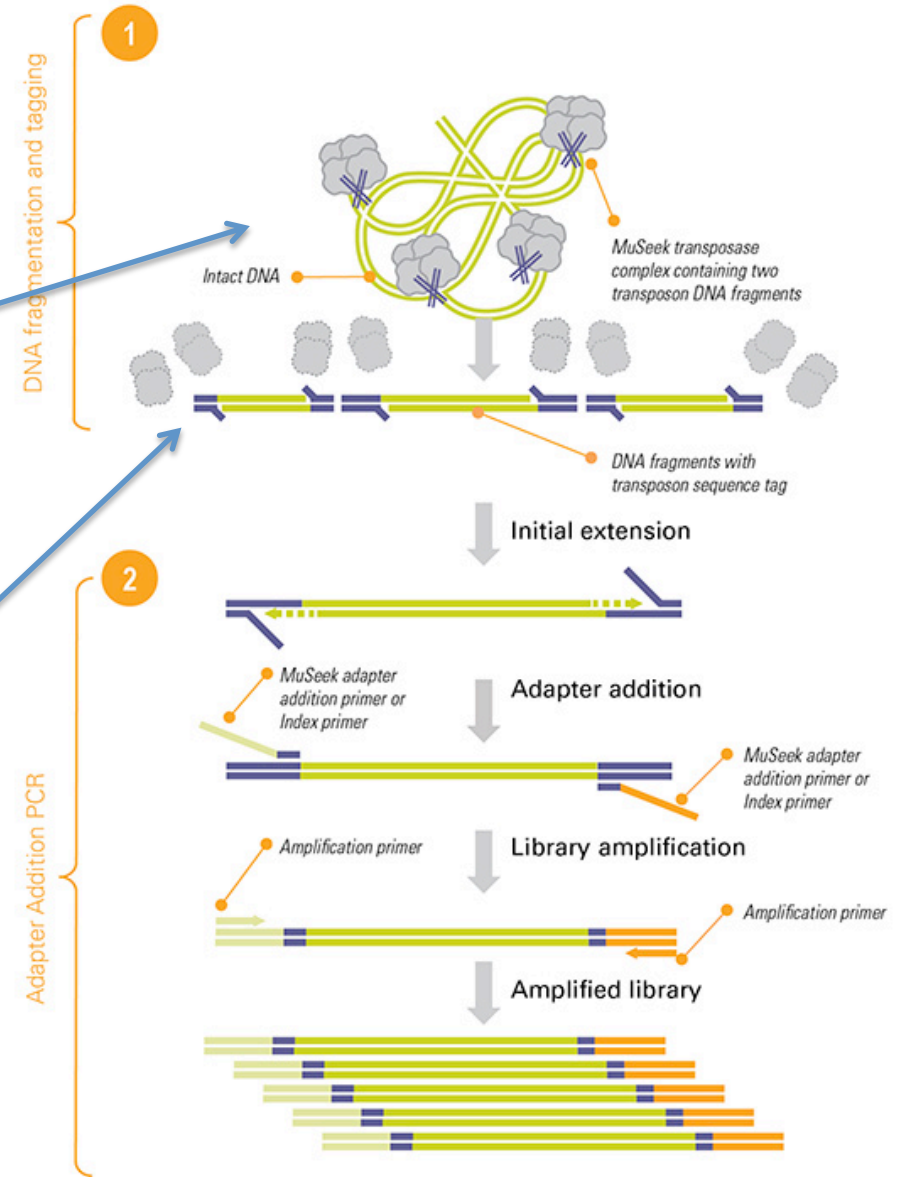 1
DNA fragmentation and tagging
Intact DNA
MuSeek transposase
complex containing two
transposon DNA fragments
DNA fragments with
transposon sequence tag
Initial extension
2
Adapter Addition PCR
MuSeek adapter
addition primer or
Index primer
Adapter addition
MuSeek adapter
addition primer or
Index primer
Amplification primer
Library amplification
Amplification primer
Amplified library